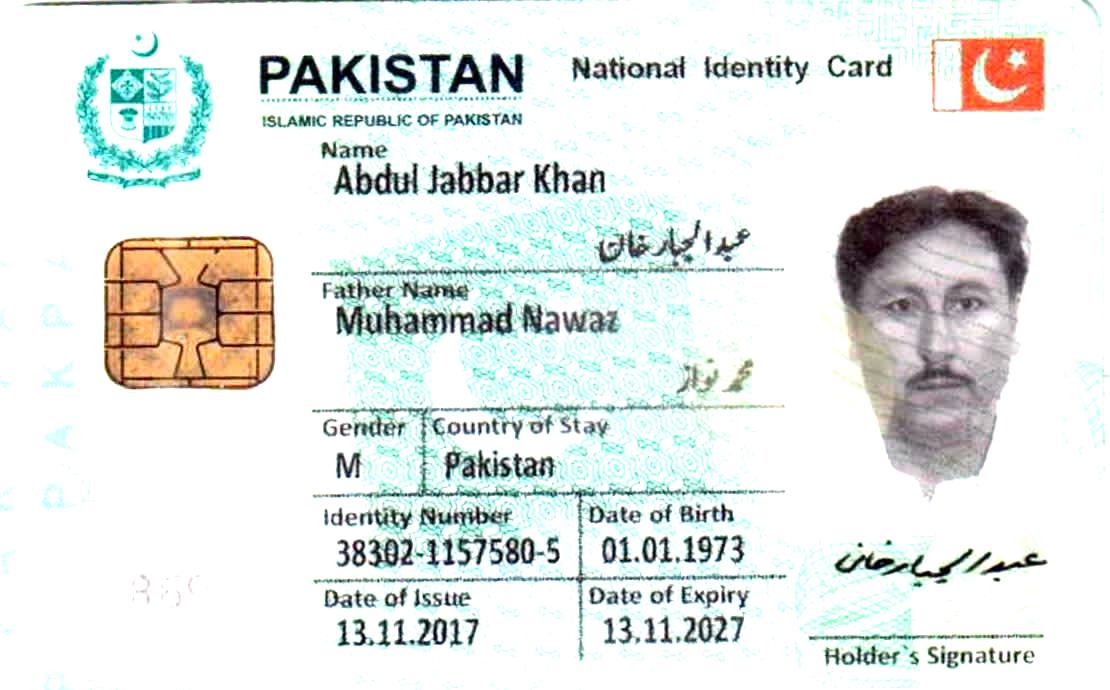 PAKISTAN National Identity Card
ISLAMIC REPUBLIC OF PAKISTAN
Name
Abdul Jabbar Khan
عبدالجبار خان
Father Name
Muhammad Nawaz
محمد نواز
Gender Country of Stay
M Pakistan
Identity Number Date of Birth
38302-1157580-5 01.01.1973
Date of Issue Date of Expiry
13.11.2017 13.11.2027
عبدالجبار خان
Holder`s Signature